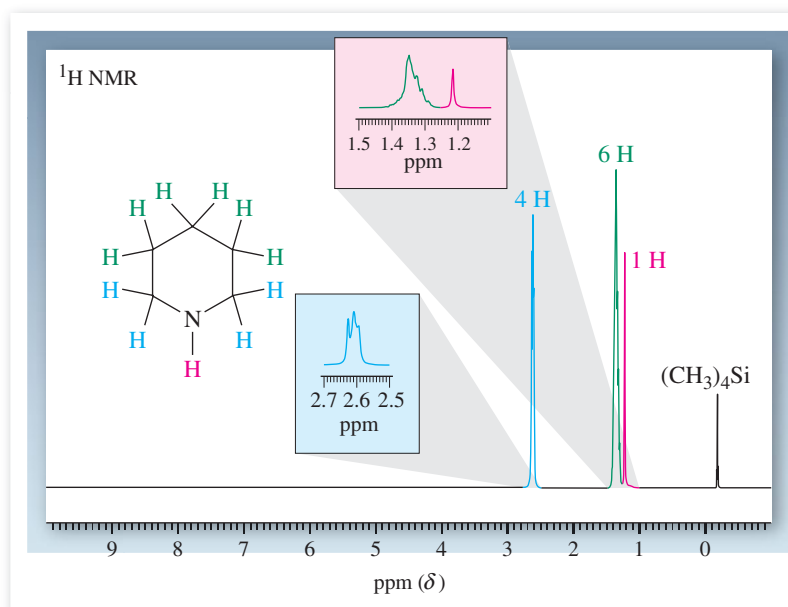 ¹H NMR
1.5 1.4 1.3 1.2
ppm
6 H
4 H
1 H
H H
H H
H H
H H
H N H
H
2.7 2.6 2.5
ppm
(CH₃)₄Si
9 8 7 6 5 4 3 2 1 0
ppm (δ)